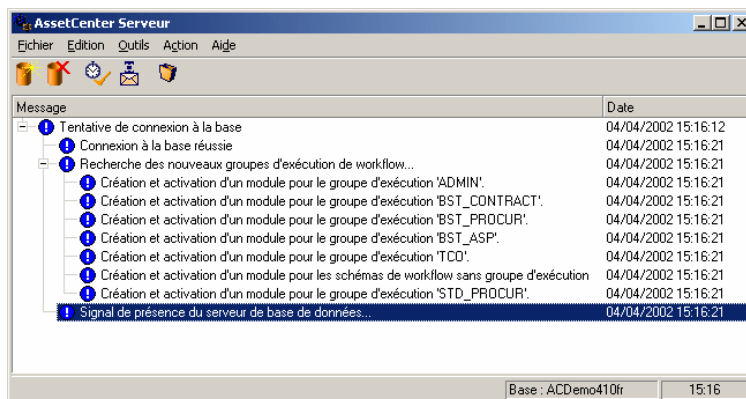 AssetCenter Serveur
Fichier Edition Outils Action Aide
Message Date
Tentative de connexion à la base 04/04/2002 15:16:12
Connexion à la base réussie 04/04/2002 15:16:21
Recherche des nouveaux groupes d'exécution de workflow... 04/04/2002 15:16:21
Création et activation d'un module pour le groupe d'exécution 'ADMIN'. 04/04/2002 15:16:21
Création et activation d'un module pour le groupe d'exécution 'BST_CONTRACT'. 04/04/2002 15:16:21
Création et activation d'un module pour le groupe d'exécution 'BST_PROCUR'. 04/04/2002 15:16:21
Création et activation d'un module pour le groupe d'exécution 'BST_ASP'. 04/04/2002 15:16:21
Création et activation d'un module pour le groupe d'exécution 'TCO'. 04/04/2002 15:16:21
Création et activation d'un module pour les schémas de workflow sans groupe d'exécution 04/04/2002 15:16:21
Création et activation d'un module pour le groupe d'exécution 'STD_PROCUR'. 04/04/2002 15:16:21
Signal de présence du serveur de base de données... 04/04/2002 15:16:21
Base : ACDemo410fr 15:16